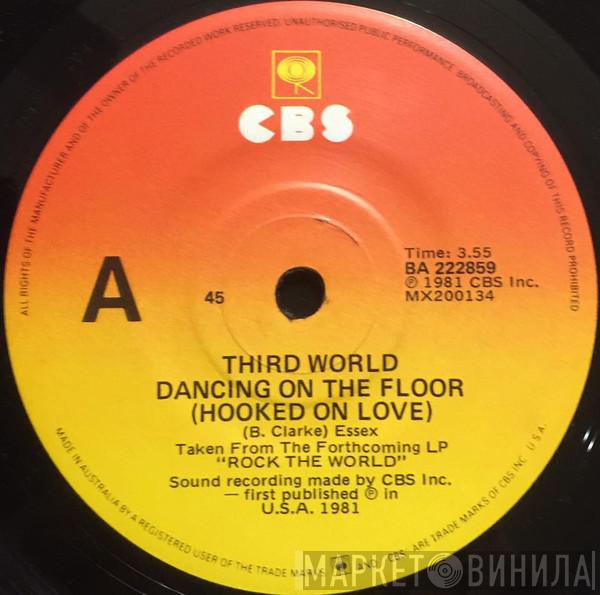 ALL RIGHTS OF THE MANUFACTURER AND OF THE OWNER OF THE RECORDED WORK RESERVED. UNAUTHORISED PUBLIC PERFORMANCE, BROADCASTING AND COPYING OF THIS RECORD PROHIBITED
CBS
A
45
Time: 3.55
BA 222859
℗ 1981 CBS Inc.
MX200134
THIRD WORLD
DANCING ON THE FLOOR
(HOOKED ON LOVE)
(B. Clarke) Essex
Taken From The Forthcoming LP
"ROCK THE WORLD"
Sound recording made by CBS Inc.
— first published ℗ in
U.S.A. 1981
MADE IN AUSTRALIA BY A REGISTERED USER OF THE TRADE MARKS AND CBS, ARE TRADE MARKS OF CBS INC. U.S.A.
МАРКЕТ ВИНИЛА